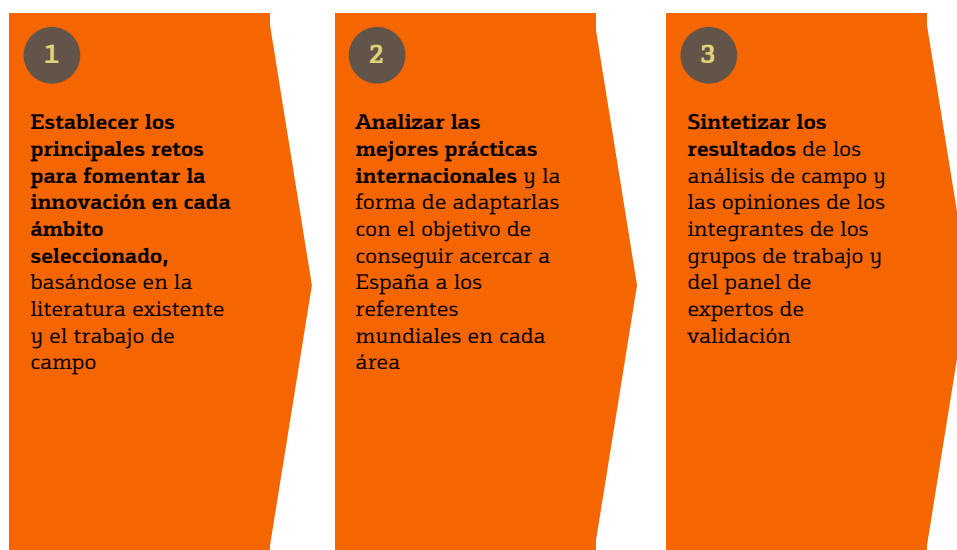 1
Establecer los
principales retos
para fomentar la
innovación en cada
ámbito
seleccionado,
basándose en la
literatura existente
y el trabajo de
campo
2
Analizar las
mejores prácticas
internacionales y la
forma de adaptarlas
con el objetivo de
conseguir acercar a
España a los
referentes
mundiales en cada
área
3
Sintetizar los
resultados de los
análisis de campo y
las opiniones de los
integrantes de los
grupos de trabajo y
del panel de
expertos de
validación